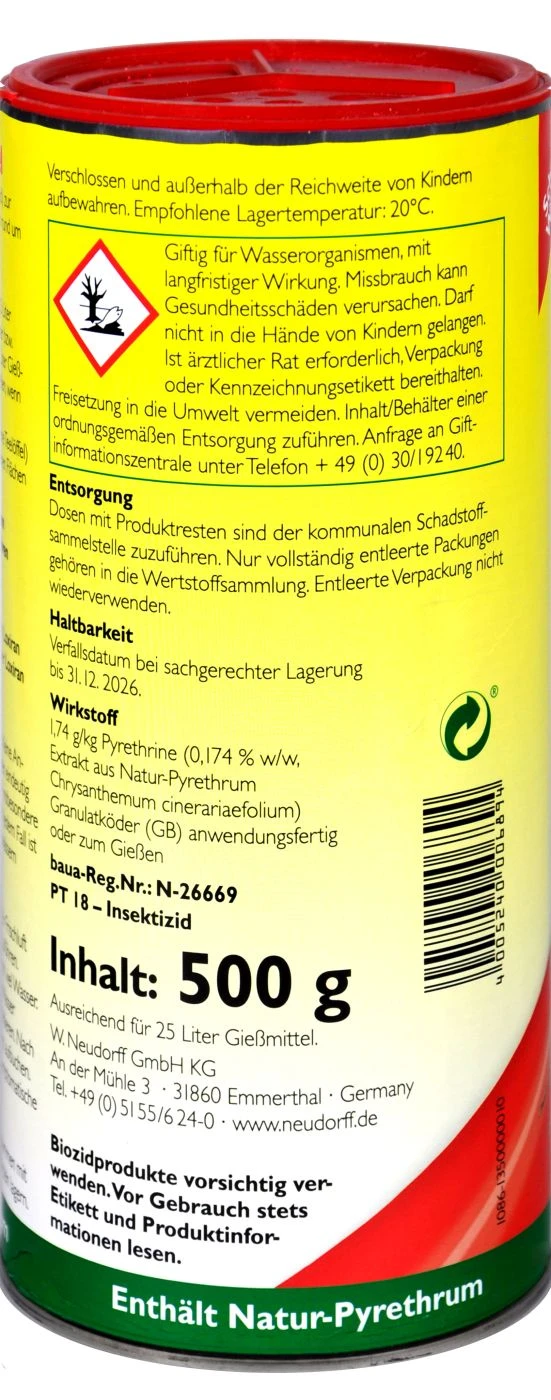 Verschlossen und außerhalb der Reichweite von Kindern
aufbewahren. Empfohlene Lagertemperatur: 20°C.
Giftig für Wasserorganismen, mit
langfristiger Wirkung. Missbrauch kann
Gesundheitsschäden verursachen. Darf
nicht in die Hände von Kindern gelangen.
Ist ärztlicher Rat erforderlich, Verpackung
oder Kennzeichnungsetikett bereithalten.
Freisetzung in die Umwelt vermeiden. Inhalt/Behälter einer
ordnungsgemäßen Entsorgung zuführen. Anfrage an Gift-
informationszentrale unter Telefon + 49 (0) 30/192 40.
Entsorgung
Dosen mit Produktresten sind der kommunalen Schadstoff-
sammelstelle zuzuführen. Nur vollständig entleerte Packungen
gehören in die Wertstoffsammlung. Entleerte Verpackung nicht
wiederverwenden.
Haltbarkeit
Verfallsdatum bei sachgerechter Lagerung
bis 31.12. 2026.
Wirkstoff
1,74 g/kg Pyrethrine (0,174 % w/w,
Extrakt aus Natur-Pyrethrum
Chrysanthemum cinerariaefolium)
Granulatköder (GB) anwendungsfertig
oder zum Gießen
baua-Reg.Nr.: N-26669
PT 18 – Insektizid
Inhalt: 500 g
Ausreichend für 25 Liter Gießmittel.
W. Neudorff GmbH KG
An der Mühle 3 · 31860 Emmerthal · Germany
Tel. +49 (0) 51 55/6 24-0 · www.neudorff.de
Biozidprodukte vorsichtig ver-
wenden. Vor Gebrauch stets
Etikett und Produktinfor-
mationen lesen.
®
4 005240 006894
1086-1350000010
Enthält Natur-Pyrethrum